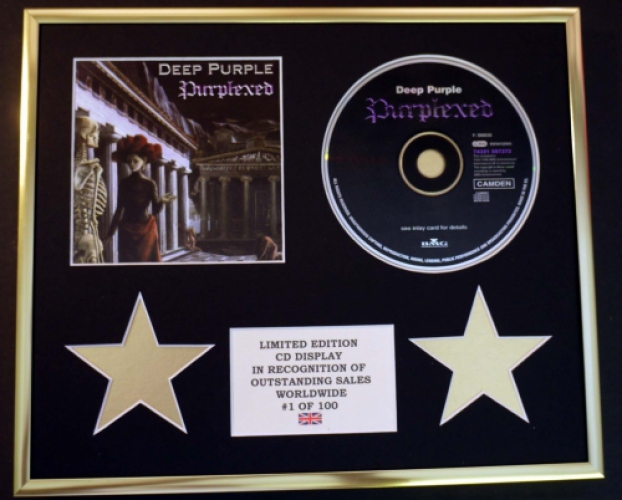 DEEP PURPLE
Purplexed
Deep Purple
Purplexed
CAMDEN
see inlay card for details
BMG
LIMITED EDITION
CD DISPLAY
IN RECOGNITION OF
OUTSTANDING SALES
WORLDWIDE
#1 OF 100